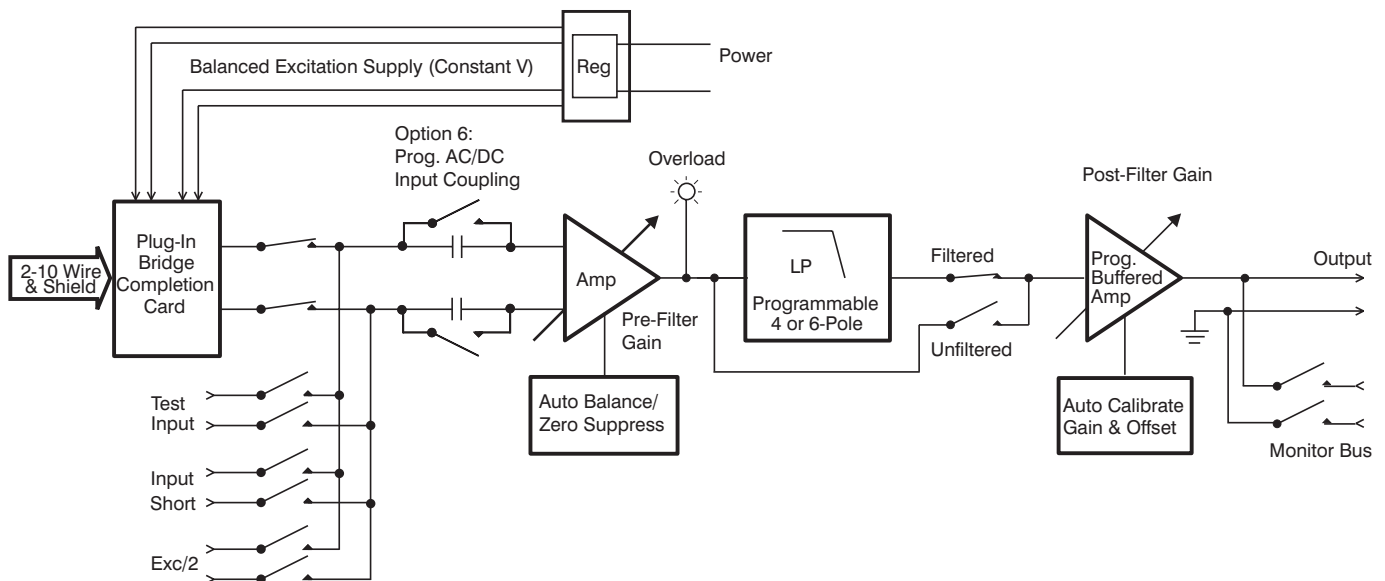 Balanced Excitation Supply (Constant V)
Reg
Power
Option 6:
Prog. AC/DC
Input Coupling
Overload
Post-Filter Gain
2-10 Wire
& Shield
Plug-In
Bridge
Completion
Card
Amp
Pre-Filter
Gain
LP
Programmable
4 or 6-Pole
Filtered
Unfiltered
Prog.
Buffered
Amp
Output
Auto Balance/
Zero Suppress
Auto Calibrate
Gain & Offset
Monitor Bus
Test
Input
Input
Short
Exc/2